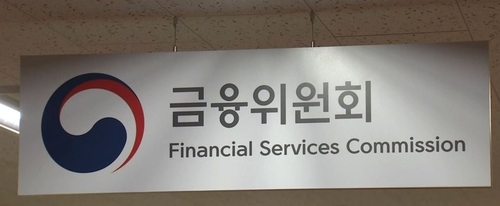 금융위원회
Financial Services Commission